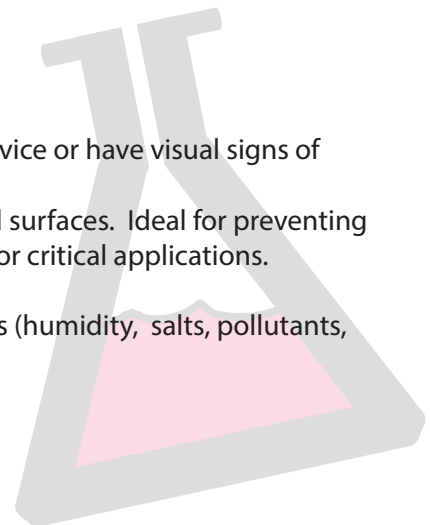 vice or have visual signs of
surfaces. Ideal for preventing
or critical applications.
s (humidity, salts, pollutants,